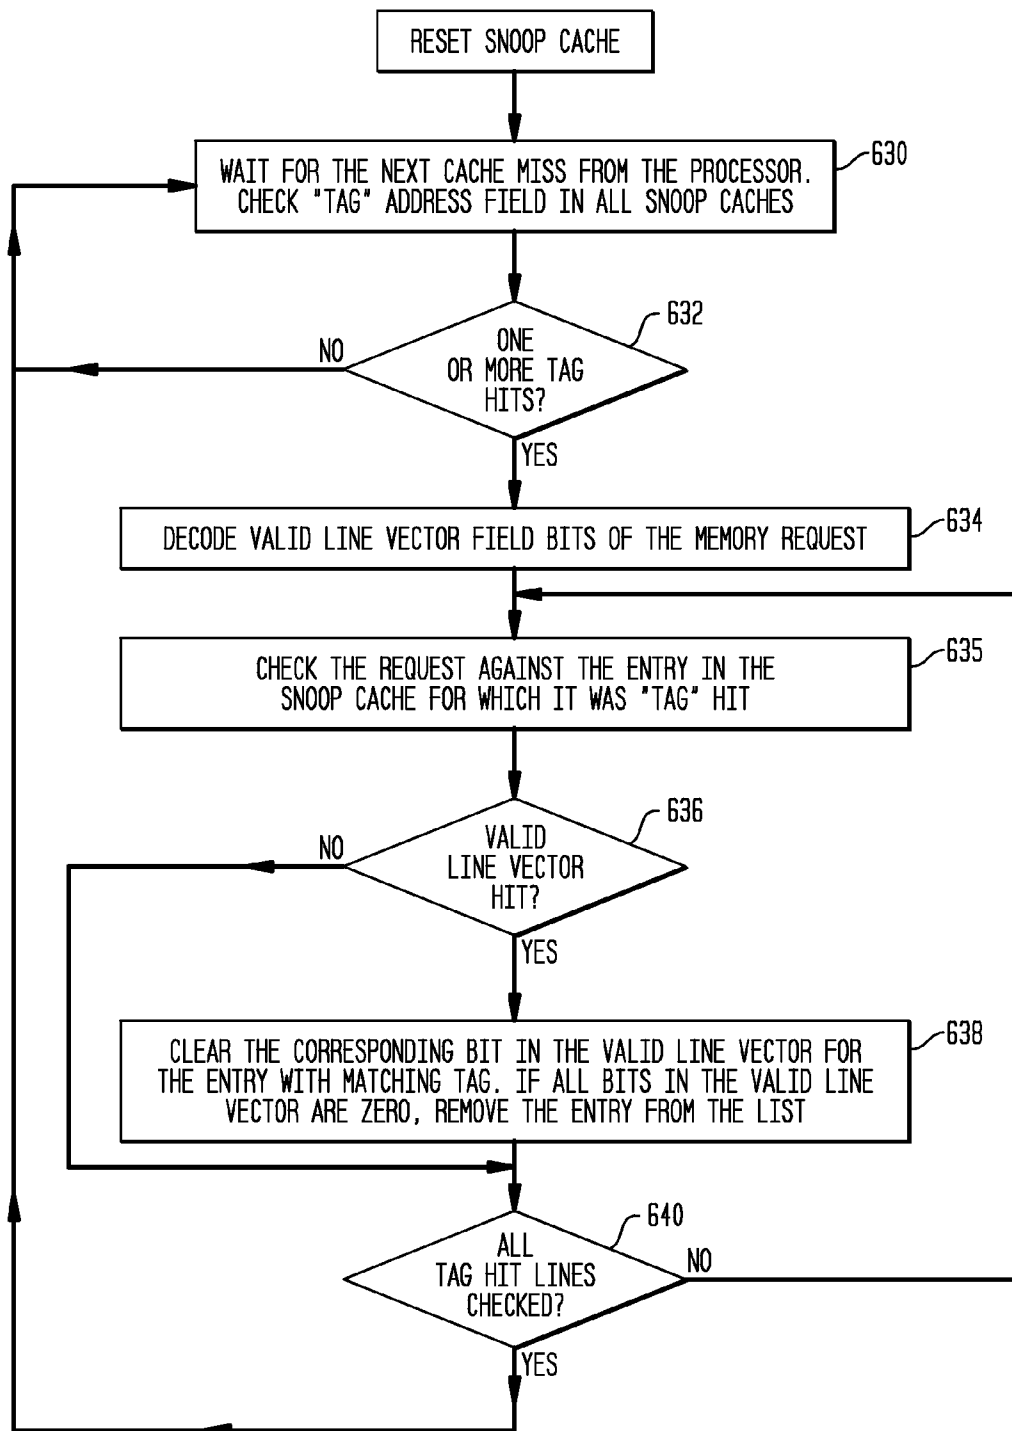 RESET SNOOP CACHE
WAIT FOR THE NEXT CACHE MISS FROM THE PROCESSOR.
CHECK "TAG" ADDRESS FIELD IN ALL SNOOP CACHES
630
ONE
OR MORE TAG
HITS?
632
NO
YES
DECODE VALID LINE VECTOR FIELD BITS OF THE MEMORY REQUEST
634
CHECK THE REQUEST AGAINST THE ENTRY IN THE
SNOOP CACHE FOR WHICH IT WAS "TAG" HIT
635
VALID
LINE VECTOR
HIT?
636
NO
YES
CLEAR THE CORRESPONDING BIT IN THE VALID LINE VECTOR FOR
THE ENTRY WITH MATCHING TAG. IF ALL BITS IN THE VALID LINE
VECTOR ARE ZERO, REMOVE THE ENTRY FROM THE LIST
638
ALL
TAG HIT LINES
CHECKED?
640
NO
YES